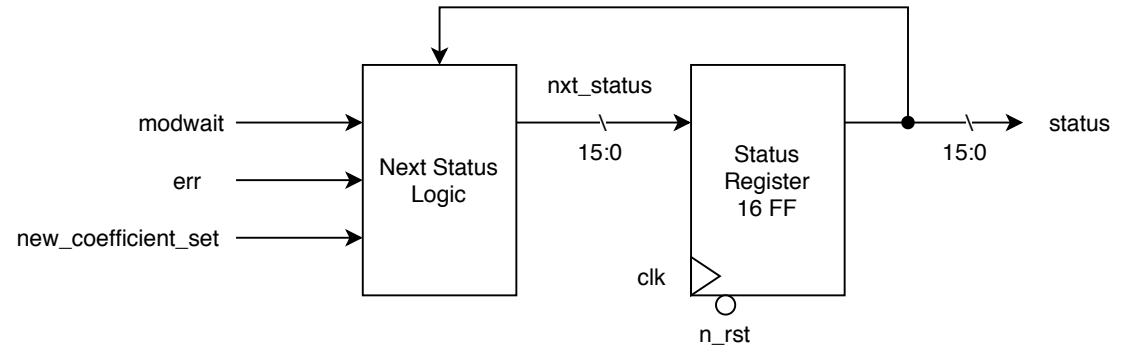 nxt_status
modwait
status
15:0
15:0
Next Status
Logic
Status
Register
16 FF
err
new_coefficient_set
clk
n_rst